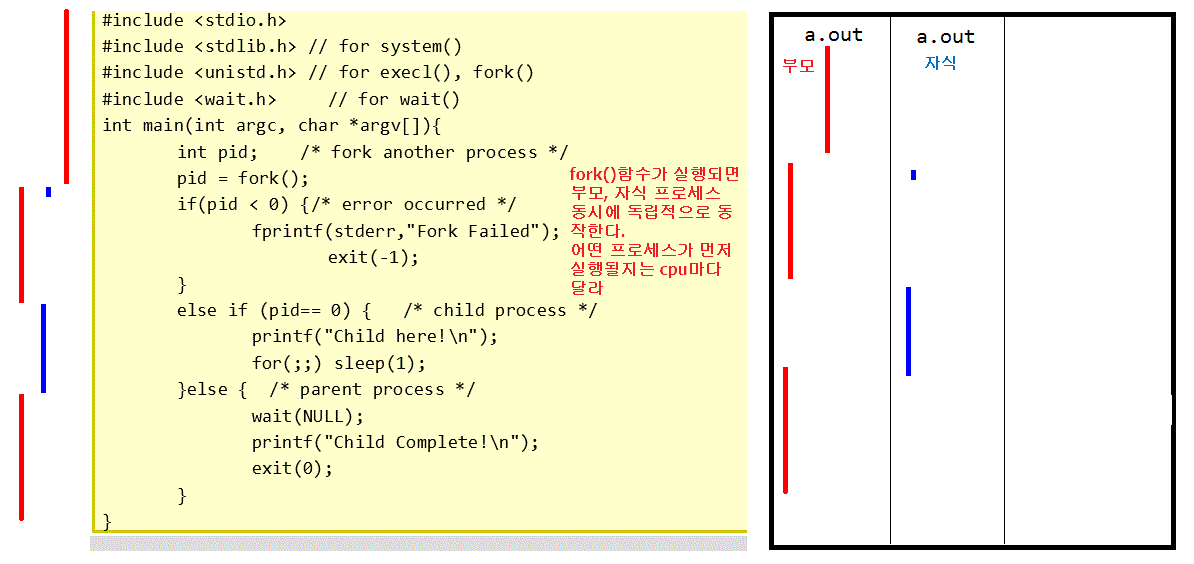 #include <stdio.h>
#include <stdlib.h> // for system()
#include <unistd.h> // for execl(), fork()
#include <wait.h>     // for wait()
int main(int argc, char *argv[]){
int pid;    /* fork another process */
pid = fork();
if(pid < 0) {/* error occurred */
fprintf(stderr,"Fork Failed");
exit(-1);
}
else if (pid== 0) {   /* child process */
printf("Child here!\n");
for(;;) sleep(1);
}else {  /* parent process */
wait(NULL);
printf("Child Complete!\n");
exit(0);
}
}
fork()함수가 실행되면
부모, 자식 프로세스
동시에 독립적으로 동
작한다.
어떤 프로세스가 먼저
실행될지는 cpu마다
달라
a.out
부모
a.out
자식